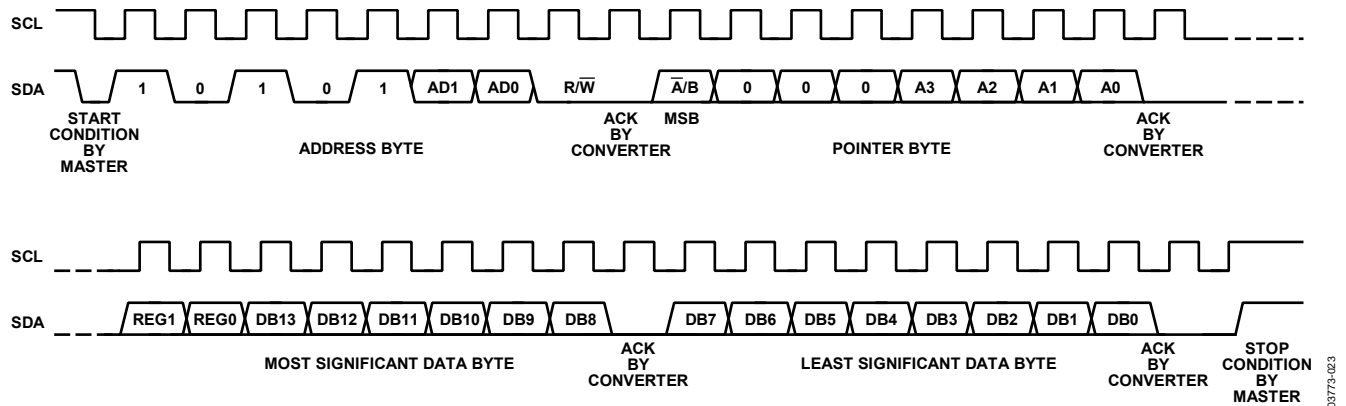 SCL
SDA 1 0 1 0 1 AD1 AD0 R/W̅ A̅/B 0 0 0 A3 A2 A1 A0
START
CONDITION
BY
MASTER
ADDRESS BYTE
ACK
BY
CONVERTER
MSB
POINTER BYTE
ACK
BY
CONVERTER
SCL
SDA REG1 REG0 DB13 DB12 DB11 DB10 DB9 DB8 DB7 DB6 DB5 DB4 DB3 DB2 DB1 DB0
MOST SIGNIFICANT DATA BYTE
ACK
BY
CONVERTER
LEAST SIGNIFICANT DATA BYTE
ACK
BY
CONVERTER
STOP
CONDITION
BY
MASTER
03773-023